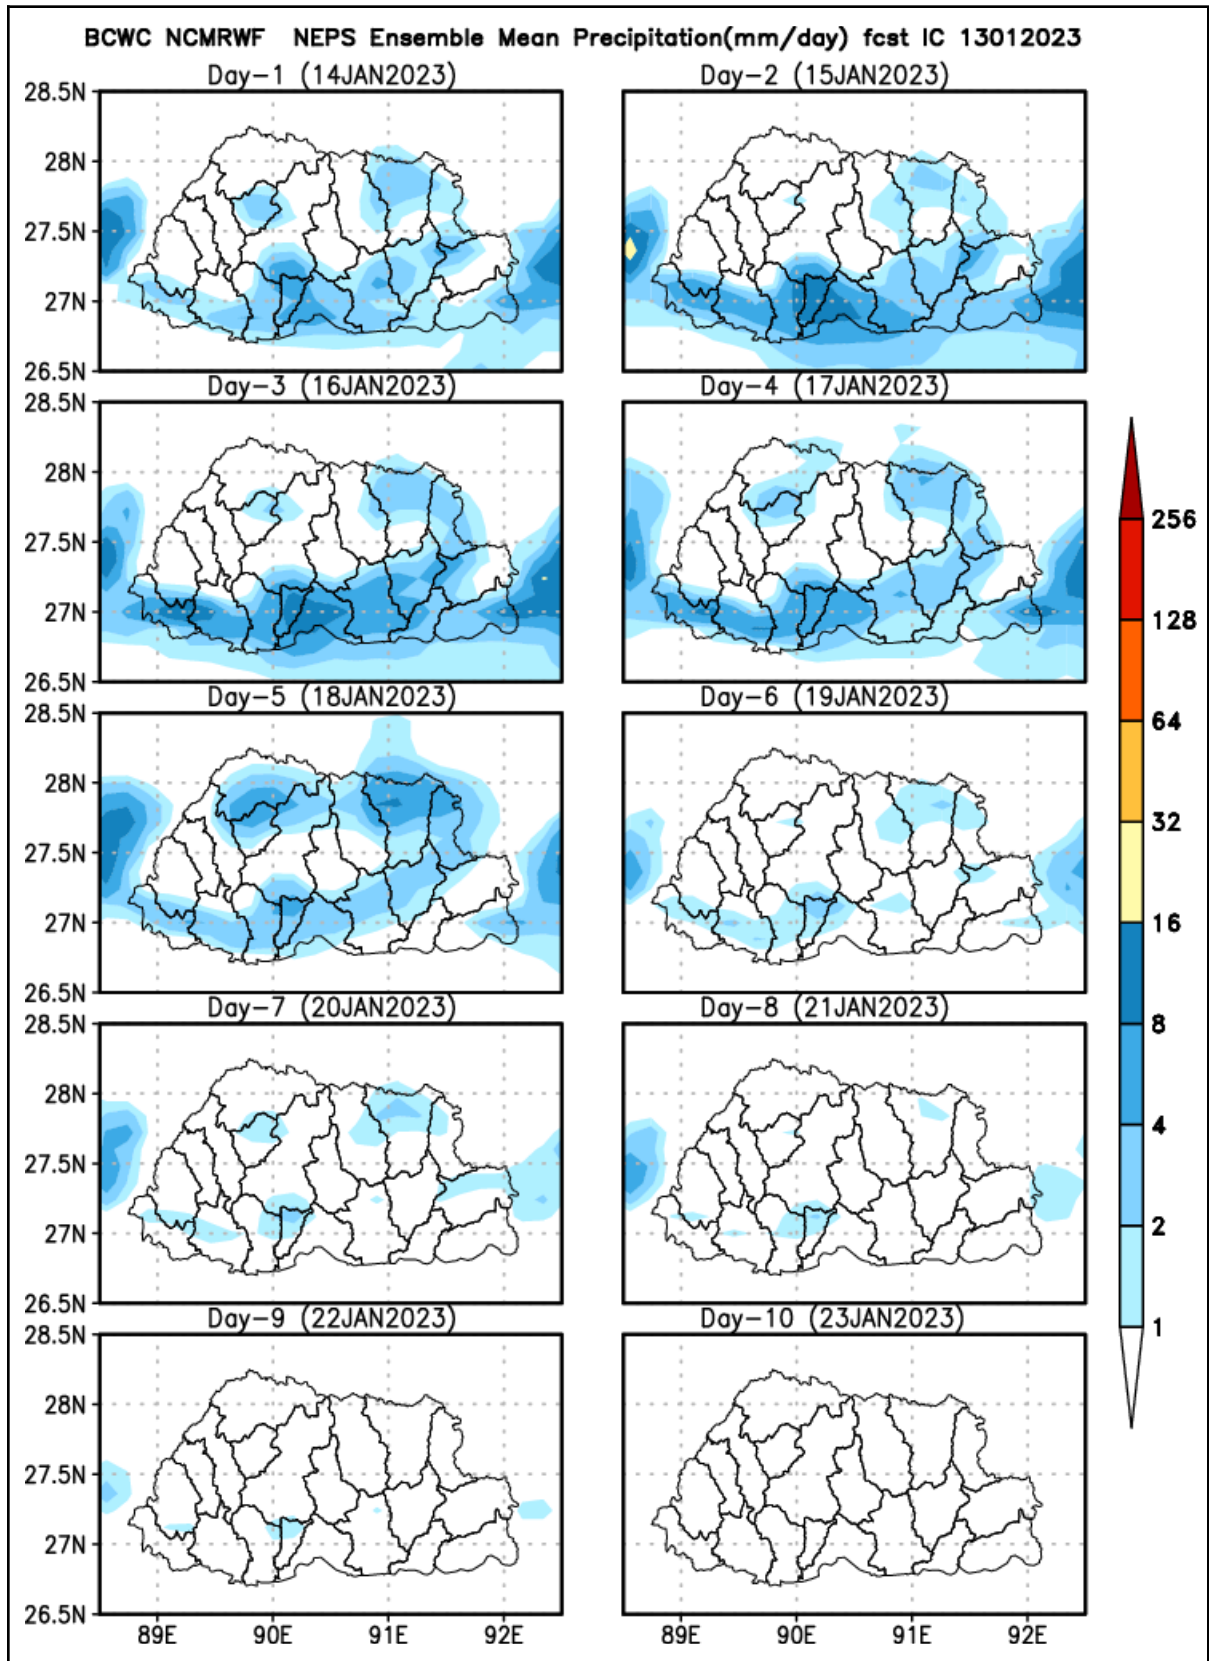 BCWC NCMRWF  NEPS Ensemble Mean Precipitation(mm/day) fcst IC 13012023
Day-1 (14JAN2023)
Day-2 (15JAN2023)
28.5N
28N
27.5N
27N
26.5N
Day-3 (16JAN2023)
Day-4 (17JAN2023)
28.5N
28N
27.5N
27N
26.5N
Day-5 (18JAN2023)
Day-6 (19JAN2023)
28.5N
28N
27.5N
27N
26.5N
Day-7 (20JAN2023)
Day-8 (21JAN2023)
28.5N
28N
27.5N
27N
26.5N
Day-9 (22JAN2023)
Day-10 (23JAN2023)
28.5N
28N
27.5N
27N
26.5N
89E 90E 91E 92E
89E 90E 91E 92E
256
128
64
32
16
8
4
2
1